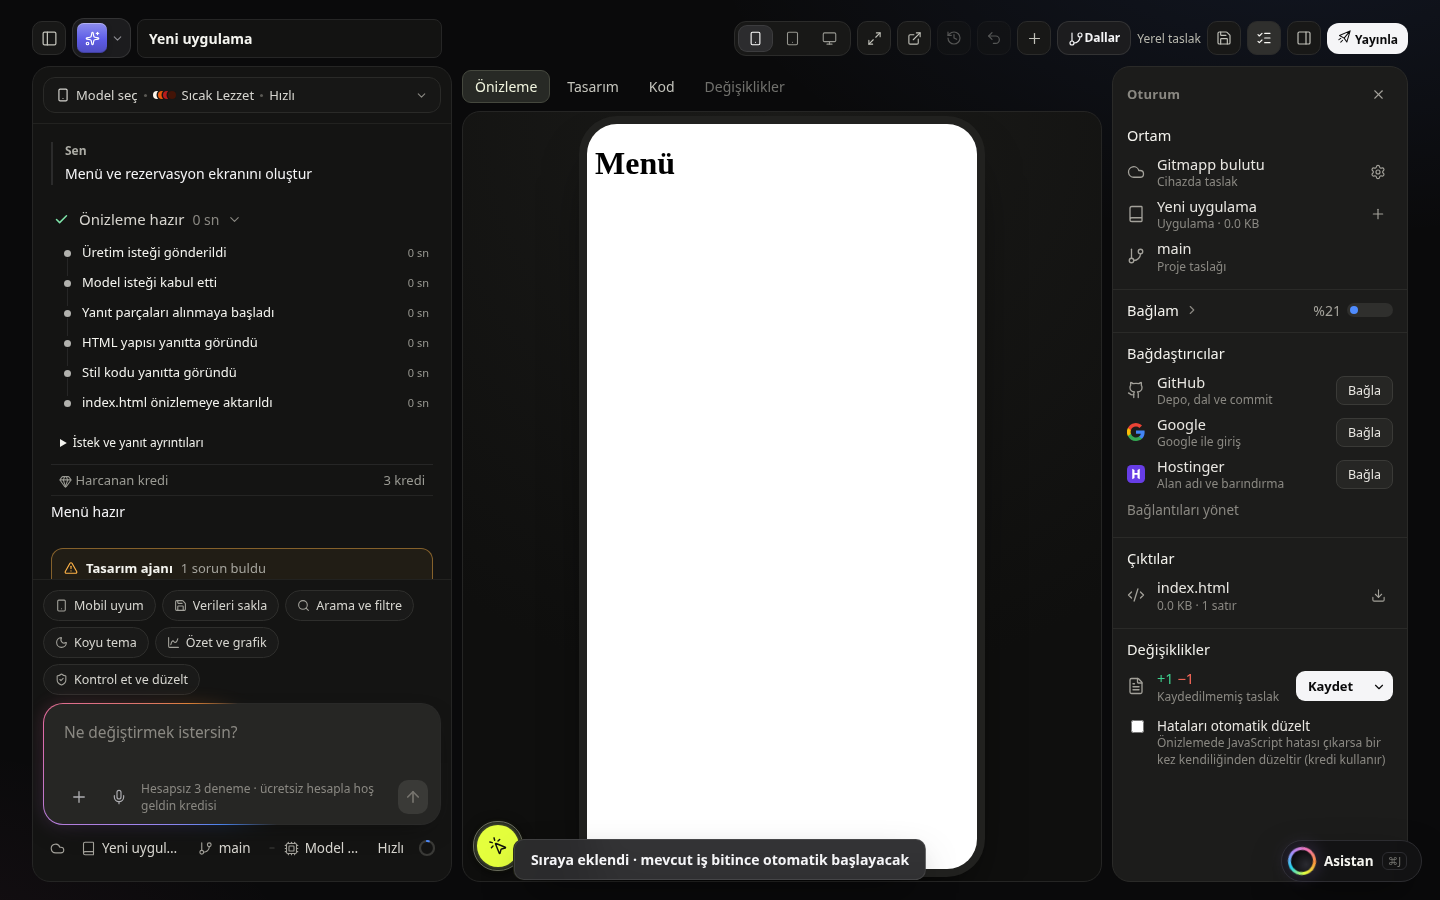 Yeni uygulama
Dallar
Yerel taslak
Yayınla
Model seç • Sıcak Lezzet • Hızlı
Önizleme
Tasarım
Kod
Değişiklikler
Sen
Menü ve rezervasyon ekranını oluştur
Önizleme hazır 0 sn
Üretim isteği gönderildi 0 sn
Model isteği kabul etti 0 sn
Yanıt parçaları alınmaya başladı 0 sn
HTML yapısı yanıtta göründü 0 sn
Stil kodu yanıtta göründü 0 sn
index.html önizlemeye aktarıldı 0 sn
İstek ve yanıt ayrıntıları
Harcanan kredi 3 kredi
Menü hazır
Tasarım ajanı 1 sorun buldu
Mobil uyum
Verileri sakla
Arama ve filtre
Koyu tema
Özet ve grafik
Kontrol et ve düzelt
Ne değiştirmek istersin?
Hesapsız 3 deneme · ücretsiz hesapla hoş
geldin kredisi
Yeni uygul...
main
Model ...
Hızlı
Menü
Sıraya eklendi · mevcut iş bitince otomatik başlayacak
Oturum
Ortam
Gitmapp bulutu
Cihazda taslak
Yeni uygulama
Uygulama · 0.0 KB
main
Proje taslağı
Bağlam %21
Bağdaştırıcılar
GitHub
Depo, dal ve commit
Bağla
Google
Google ile giriş
Bağla
H
Hostinger
Alan adı ve barındırma
Bağla
Bağlantıları yönet
Çıktılar
index.html
0.0 KB · 1 satır
Değişiklikler
+1 −1
Kaydedilmemiş taslak
Kaydet
Hataları otomatik düzelt
Önizlemede JavaScript hatası çıkarsa bir
kez kendiliğinden düzeltir (kredi kullanır)
Asistan ⌘J